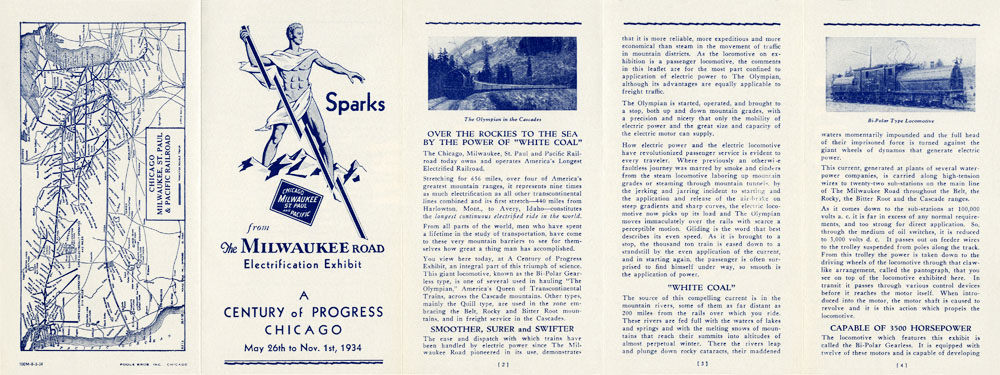 CHICAGO
MILWAUKEE, ST. PAUL
& PACIFIC RAILROAD
POOLE BROS. INC. CHICAGO
Sparks
CHICAGO
MILWAUKEE
ST. PAUL
AND PACIFIC
from
The MILWAUKEE ROAD
Electrification Exhibit
A
CENTURY of PROGRESS
CHICAGO
May 26th to Nov. 1st, 1934
The Olympian in the Cascades
OVER THE ROCKIES TO THE SEA
BY THE POWER OF "WHITE COAL"
The Chicago, Milwaukee, St. Paul and Pacific Rail-
road today owns and operates America's Longest
Electrified Railroad.
Stretching for 656 miles, over four of America's
greatest mountain ranges, it represents nine times
as much electrification as all other transcontinental
lines combined and its first stretch—440 miles from
Harlowton, Mont., to Avery, Idaho—constitutes
the longest continuous electrified ride in the world.
From all parts of the world, men who have spent
a lifetime in the study of transportation, have come
to these very mountain barriers to see for them-
selves how great a thing man has accomplished.
You view here today, at A Century of Progress
Exhibit, an integral part of this triumph of science.
This giant locomotive, known as the Bi-Polar Gear-
less type, is one of several used in hauling "The
Olympian," America's Queen of Transcontinental
Trains, across the Cascade mountains. Other types,
mainly the Quill type, are used in the zone em-
bracing the Belt, Rocky and Bitter Root moun-
tains, and in freight service in the Cascades.
SMOOTHER, SURER and SWIFTER
The ease and dispatch with which trains have
been handled by electric power since The Mil-
waukee Road pioneered in its use, demonstrates
[ 2 ]
that it is more reliable, more expeditious and more
economical than steam in the movement of traffic
in mountain districts. As the locomotive on ex-
hibition is a passenger locomotive, the comments
in this leaflet are for the most part confined to
application of electric power to The Olympian,
although its advantages are equally applicable to
freight traffic.
The Olympian is started, operated, and brought to
a stop, both up and down mountain grades, with
a precision and nicety that only the mobility of
electric power and the great size and capacity of
the electric motor can supply.
How electric power and the electric locomotive
have revolutionized passenger service is evident to
every traveler. Where previously an otherwise
faultless journey was marred by smoke and cinders
from the steam locomotive laboring up mountain
grades or steaming through mountain tunnels, by
the jerking and jarring incident to starting and
the application and release of the air-brake on
steep gradients and sharp curves, the electric loco-
motive now picks up its load and The Olympian
moves immediately over the rails with scarce a
perceptible motion. Gliding is the word that best
describes its even speed. As it is brought to a
stop, the thousand ton train is eased down to a
standstill by the even application of the current,
and in starting again, the passenger is often sur-
prised to find himself under way, so smooth is
the application of power.
"WHITE COAL"
The source of this compelling current is in the
mountain rivers, some of them as far distant as
200 miles from the rails over which you ride.
These rivers are fed full with the waters of lakes
and springs and with the melting snows of moun-
tains that reach their summits into altitudes of
almost perpetual winter. There the rivers leap
and plunge down rocky cataracts, their maddened
[ 3 ]
Bi-Polar Type Locomotive
waters momentarily impounded and the full head
of their imprisoned force is turned against the
giant wheels of dynamos that generate electric
power.
This current, generated at plants of several water-
power companies, is carried along high-tension
wires to twenty-two sub-stations on the main line
of The Milwaukee Road throughout the Belt, the
Rocky, the Bitter Root and the Cascade ranges.
As it comes down to the sub-stations at 100,000
volts a. c. it is far in excess of any normal require-
ments, and too strong for direct application. So,
through the medium of oil switches, it is reduced
to 3,000 volts d. c. It passes out on feeder wires
to the trolley suspended from poles along the track.
From this trolley the power is taken down to the
driving wheels of the locomotive through that claw-
like arrangement, called the pantograph, that you
see on top of the locomotive exhibited here. In
transit it passes through various control devices
before it reaches the motor itself. When intro-
duced into the motor, the motor shaft is caused to
revolve and it is this action which propels the
locomotive.
CAPABLE OF 3500 HORSEPOWER
The locomotive which features this exhibit is
called the Bi-Polar Gearless. It is equipped with
twelve of these motors and is capable of developing
[ 4 ]